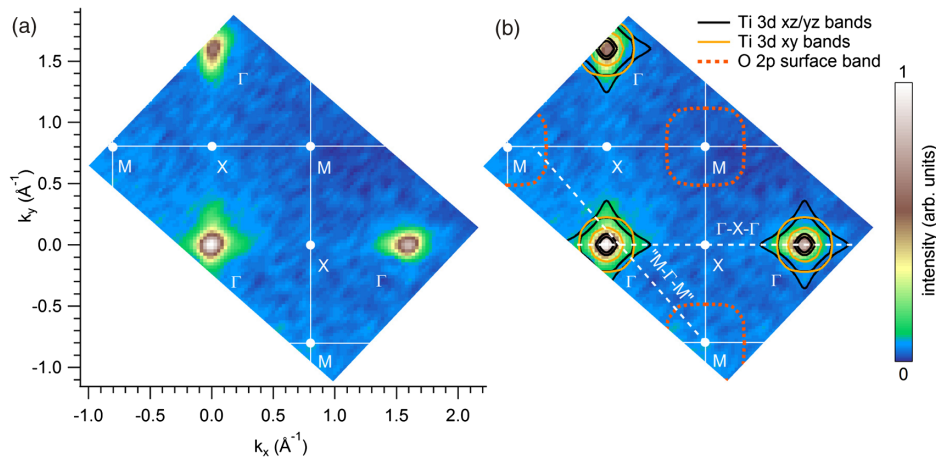 (a)
(b)
Ti 3d xz/yz bands
Ti 3d xy bands
O 2p surface band
1
intensity (arb. units)
0
1.5
1.0
0.5
0.0
-0.5
-1.0
k_y (Å⁻¹)
-1.0
-0.5
0.0
0.5
1.0
1.5
2.0
k_x (Å⁻¹)
Γ
M
X
M
Γ
X
Γ
M
Γ
M
X
M
Γ-X-Γ
Γ
X
Γ
"M-Γ-M"
M